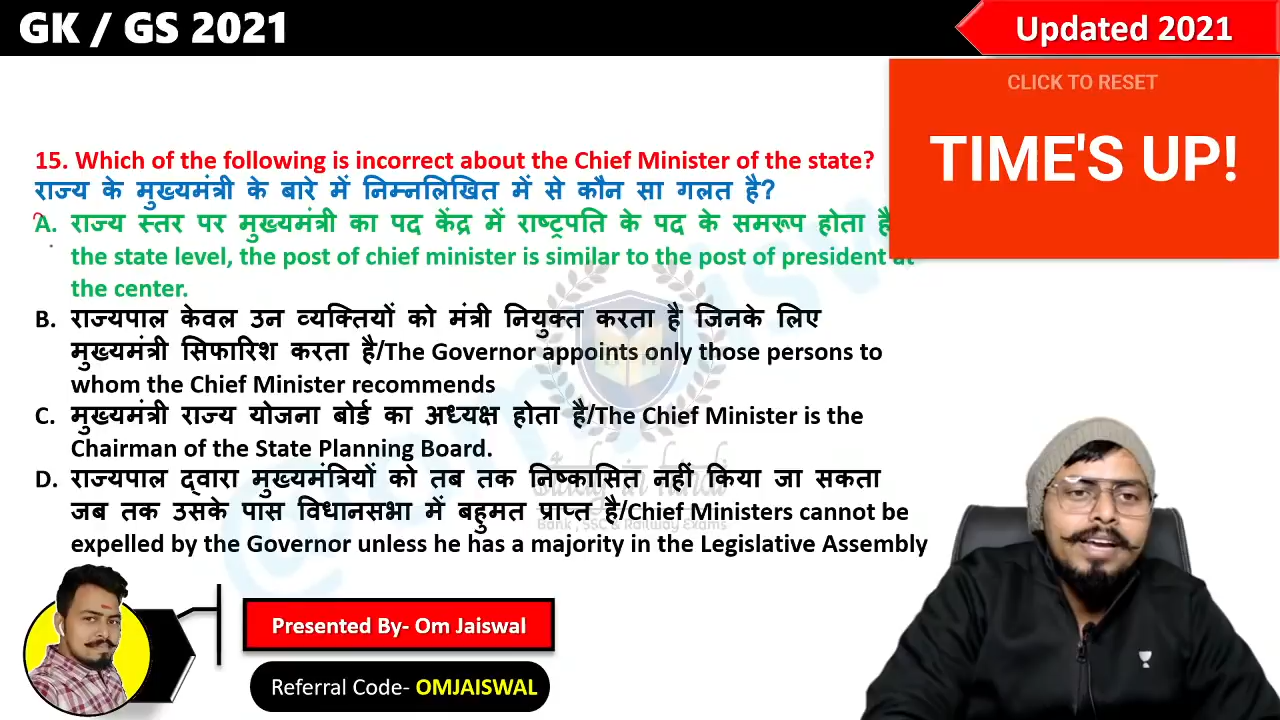 GK / GS 2021
Updated 2021
CLICK TO RESET
TIME'S UP!
15. Which of the following is incorrect about the Chief Minister of the state?
राज्य के मुख्यमंत्री के बारे में निम्नलिखित में से कौन सा गलत है?
A. राज्य स्तर पर मुख्यमंत्री का पद केंद्र में राष्ट्रपति के पद के समरूप होता है
the state level, the post of chief minister is similar to the post of president at
the center.
B. राज्यपाल केवल उन व्यक्तियों को मंत्री नियुक्त करता है जिनके लिए
मुख्यमंत्री सिफारिश करता है/The Governor appoints only those persons to
whom the Chief Minister recommends
C. मुख्यमंत्री राज्य योजना बोर्ड का अध्यक्ष होता है/The Chief Minister is the
Chairman of the State Planning Board.
D. राज्यपाल द्वारा मुख्यमंत्रियों को तब तक निष्कासित नहीं किया जा सकता
जब तक उसके पास विधानसभा में बहुमत प्राप्त है/Chief Ministers cannot be
Bank , SSC & Railway Exams
expelled by the Governor unless he has a majority in the Legislative Assembly
Presented By- Om Jaiswal
Referral Code- OMJAISWAL